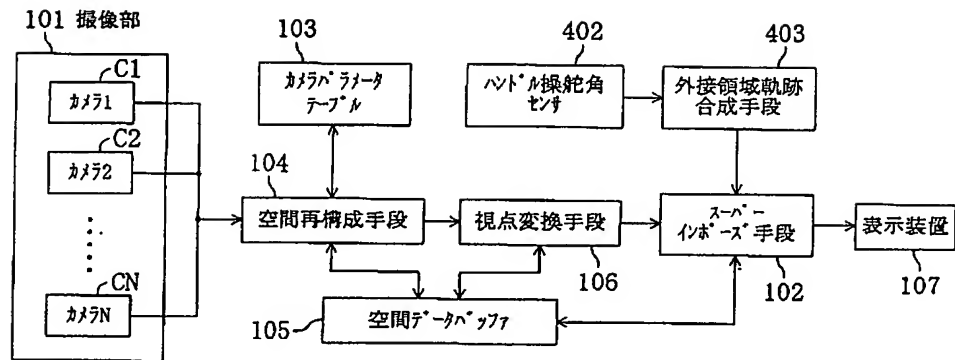 101 撮像部
C1
カメラ1
C2
カメラ2
CN
カメラN
103
カメラパラメータ
テーブル
402
ハンドル操舵角
センサ
403
外接領域軌跡
合成手段
104
空間再構成手段
視点変換手段
106
スーパー
インポーズ手段
102
表示装置
107
105
空間データバッファ